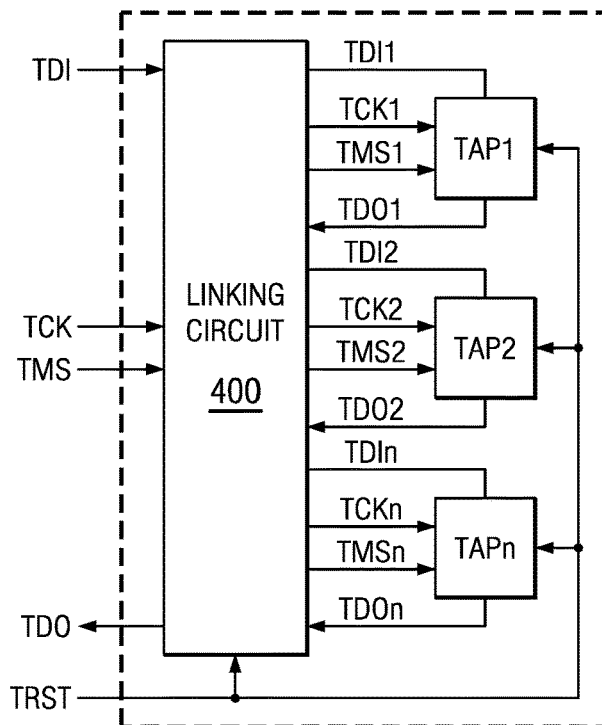 TDI
TCK
TMS
TDO
TRST
LINKING
CIRCUIT
400
TDI1
TCK1
TMS1
TDO1
TAP1
TDI2
TCK2
TMS2
TDO2
TAP2
TDIn
TCKn
TMSn
TDOn
TAPn